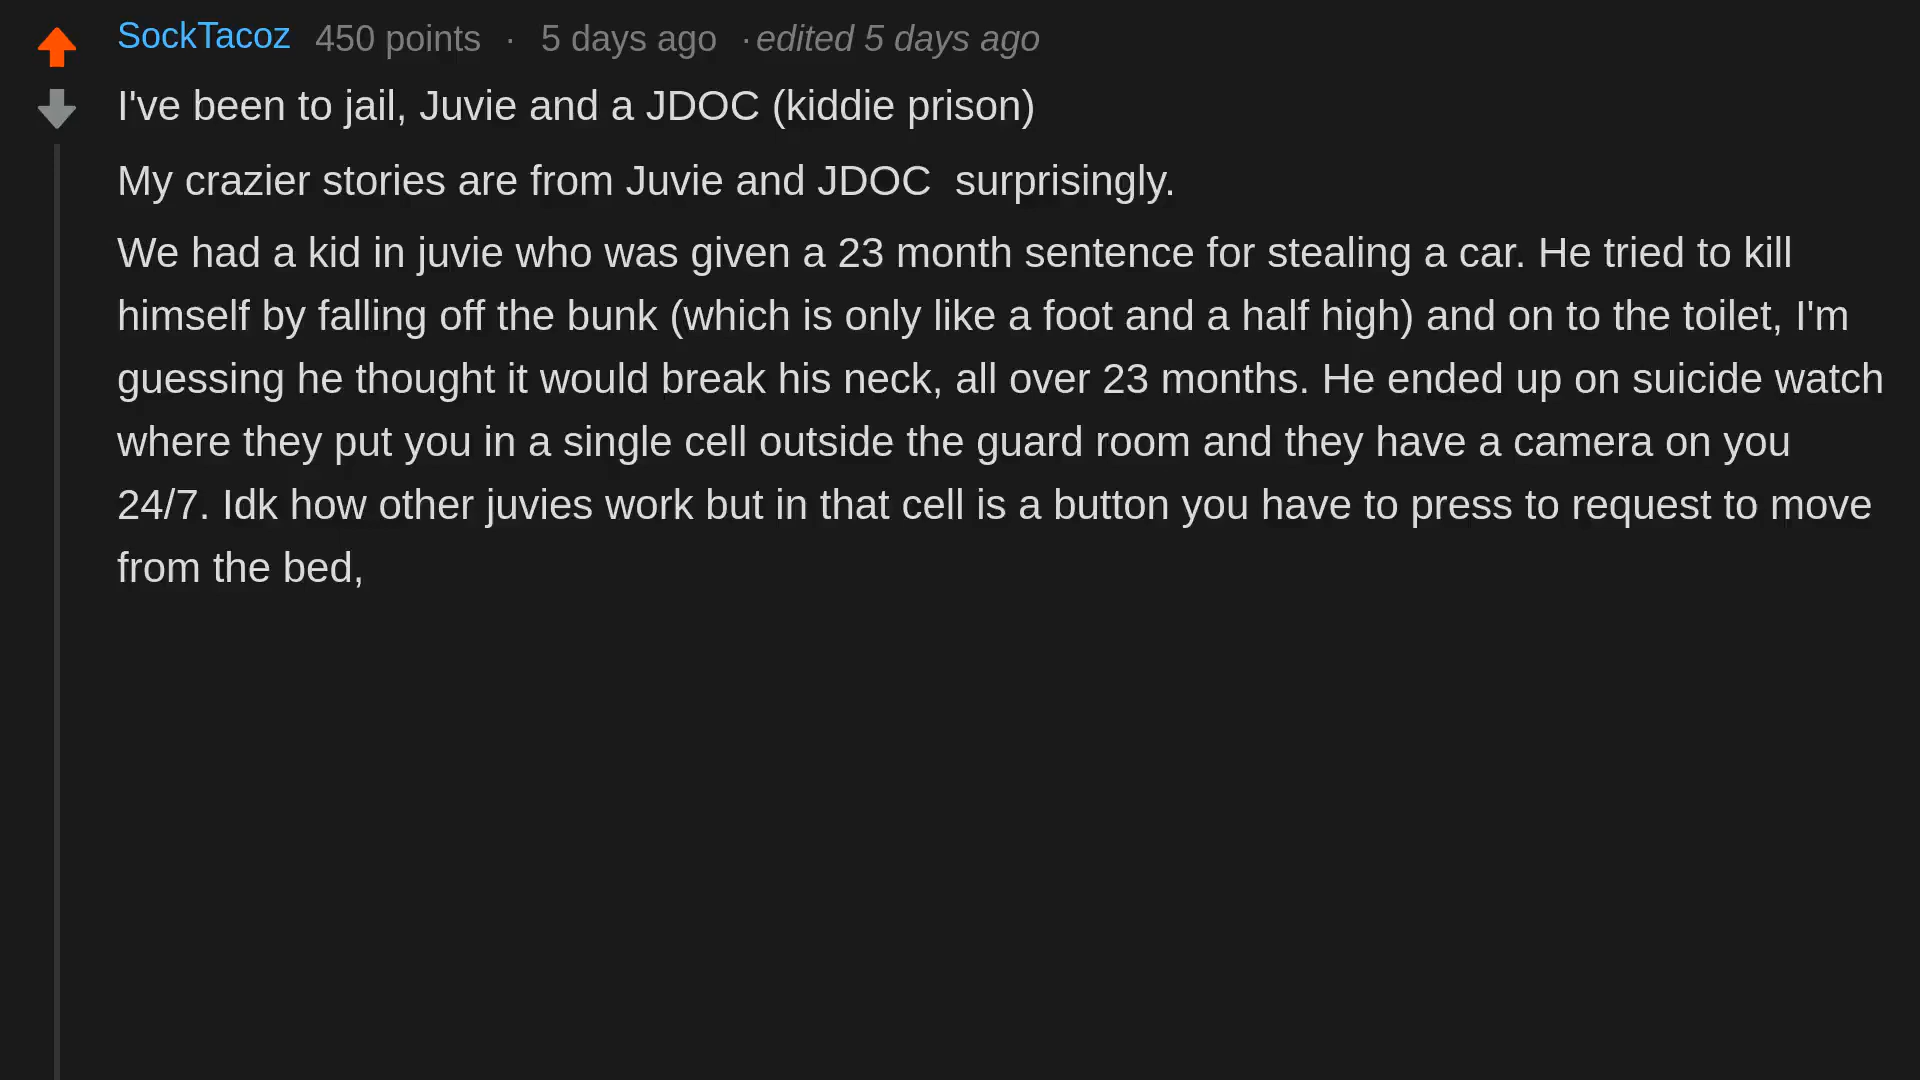 SockTacoz 450 points · 5 days ago · edited 5 days ago
I've been to jail, Juvie and a JDOC (kiddie prison)
My crazier stories are from Juvie and JDOC surprisingly.
We had a kid in juvie who was given a 23 month sentence for stealing a car. He tried to kill
himself by falling off the bunk (which is only like a foot and a half high) and on to the toilet, I'm
guessing he thought it would break his neck, all over 23 months. He ended up on suicide watch
where they put you in a single cell outside the guard room and they have a camera on you
24/7. Idk how other juvies work but in that cell is a button you have to press to request to move
from the bed,